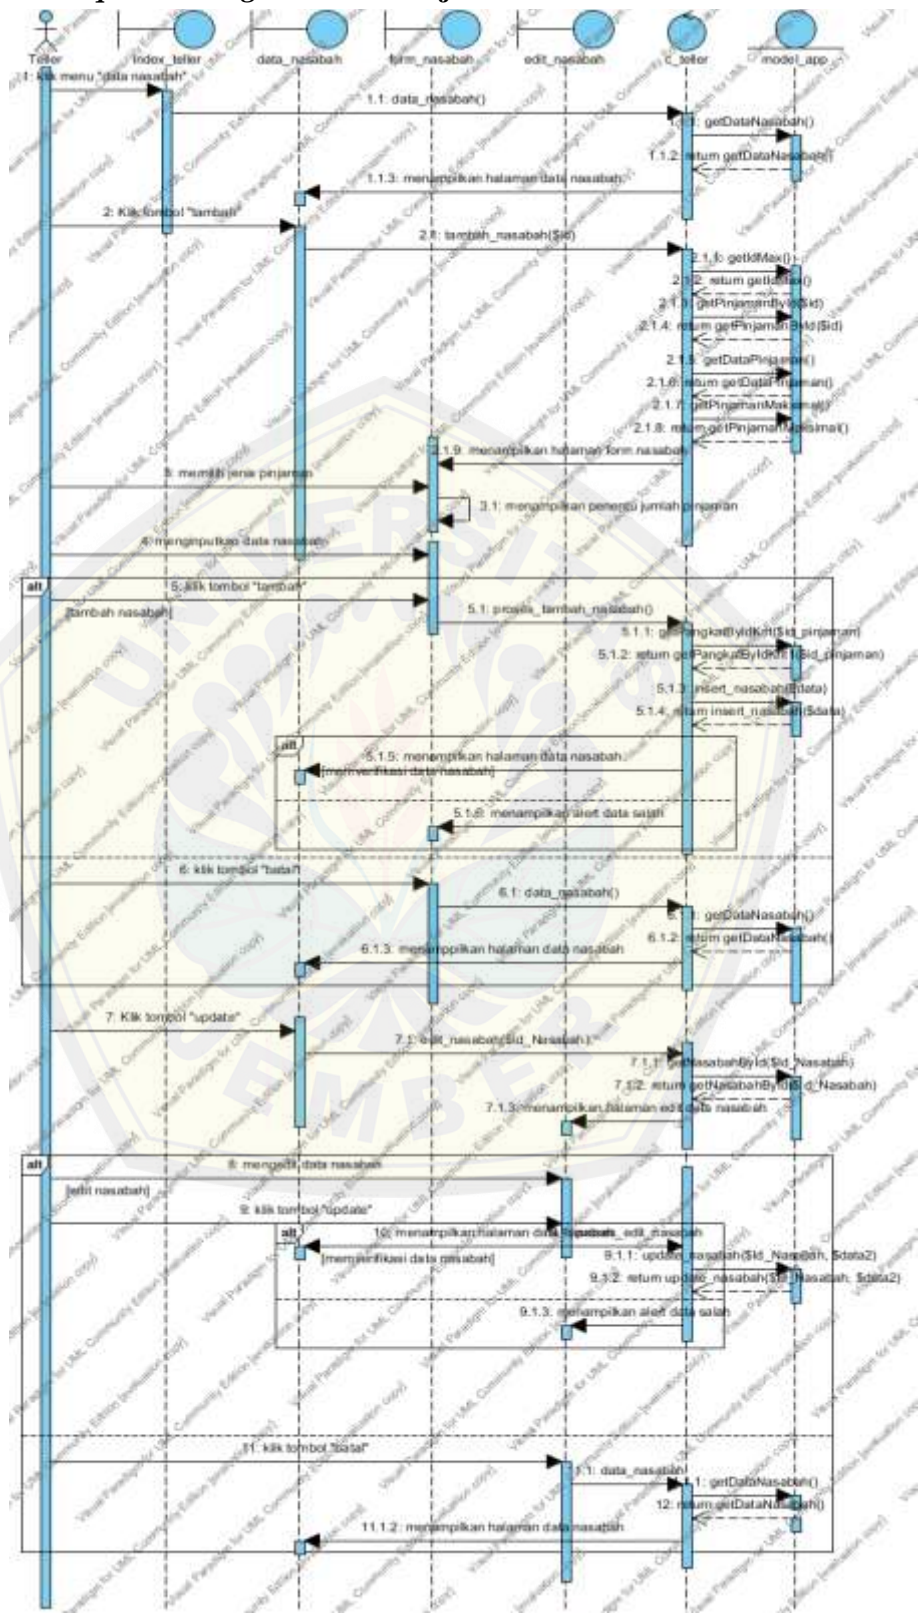 Teller
index_teller
data_nasabah
form_nasabah
edit_nasabah
c_teller
model_app
1: klik menu "data nasabah"
1.1: data_nasabah()
getDataNasabah()
1.1.2: return getDataNasabah()
1.1.3: menampilkan halaman data nasabah
2: Klik tombol "tambah"
2.1: tambah_nasabah($id)
2.1.1: getIdMax()
2.1.2: return getIdMax()
2.1.3: getPinjamanById($id)
2.1.4: return getPinjamanById($id)
2.1.5: getDataPinjaman()
2.1.6: return getDataPinjaman()
2.1.7: getPinjamanMaksimal()
2.1.8: return getPinjamanMaksimal()
2.1.9: menampilkan halaman form nasabah
3: memilih jenis pinjaman
3.1: menampilkan penentu jumlah pinjaman
4: menginputkan data nasabah
alt
5: klik tombol "tambah"
[tambah nasabah]
5.1: proses_tambah_nasabah()
5.1.1: getPangkatByIdKrit($id_pinjaman)
5.1.2: return getPangkatByIdKrit($id_pinjaman)
5.1.3: insert_nasabah($data)
5.1.4: return insert_nasabah($data)
alt
5.1.5: menampilkan halaman data nasabah
[memverifikasi data nasabah]
5.1.6: menampilkan alert data salah
6: klik tombol "batal"
6.1: data_nasabah()
6.1.1: getDataNasabah()
6.1.2: return getDataNasabah()
6.1.3: menamppilkan halaman data nasabah
7: Klik tombol "update"
7.1: edit_nasabah($id_Nasabah)
7.1.1: getNasabahById($Id_Nasabah)
7.1.2: return getNasabahById($Id_Nasabah)
7.1.3: menampilkan halaman edit data nasabah
alt
8: mengedit data nasabah
[edit nasabah]
9: klik tombol "update"
alt
10: menampilkan halaman data
edit_nasabah
[memverifikasi data nasabah]
9.1.1: update_nasabah($Id_Nasabah, $data2)
9.1.2: return update_nasabah($Id_Nasabah, $data2)
9.1.3: menampilkan alert data salah
11: klik tombol "batal"
1.1: data_nasabah
1: getDataNasabah()
12: return getDataNasabah()
11.1.2: menampilkan halaman data nasabah
UNIVERSITAS
JEMBER
Visual Paradigm for UML Community Edition [evaluation copy]